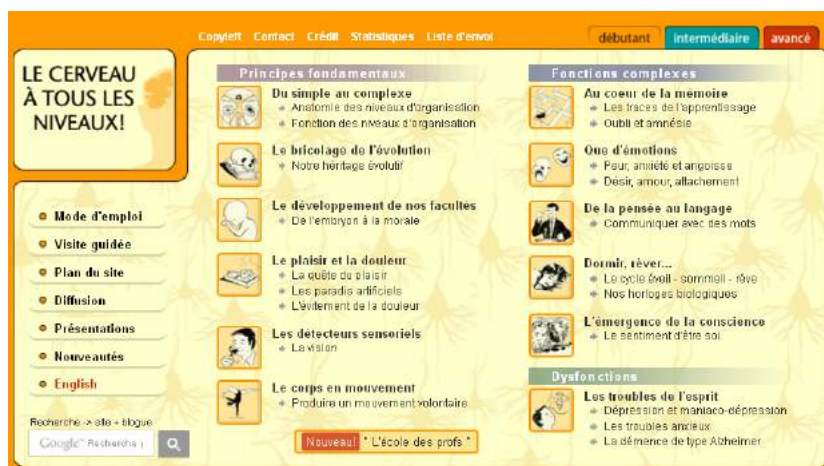 Copyleft Contact Crédit Statistiques Liste d'envoi
débutant intermédiaire avancé
LE CERVEAU
À TOUS LES
NIVEAUX!
Mode d'emploi
Visite guidée
Plan du site
Diffusion
Présentations
Nouveautés
English
Recherche -> site + blogue
Google Recherche
Principes fondamentaux
Du simple au complexe
Anatomie des niveaux d'organisation
Fonction des niveaux d'organisation
Le bricolage de l'évolution
Notre héritage évolutif
Le développement de nos facultés
De l'embryon à la morale
Le plaisir et la douleur
La quête du plaisir
Les paradis artificiels
L'évitement de la douleur
Les détecteurs sensoriels
La vision
Le corps en mouvement
Produire un mouvement volontaire
Nouveau! " L'école des profs "
Fonctions complexes
Au coeur de la mémoire
Les traces de l'apprentissage
Oubli et amnésie
Que d'émotions
Peur, anxiété et angoisse
Désir, amour, attachement
De la pensée au langage
Communiquer avec des mots
Dormir, rêver...
Le cycle éveil - sommeil - rêve
Nos horloges biologiques
L'émergence de la conscience
Le sentiment d'être soi
Dysfonctions
Les troubles de l'esprit
Dépression et maniaco-dépression
Les troubles anxieux
La démence de type Alzheimer